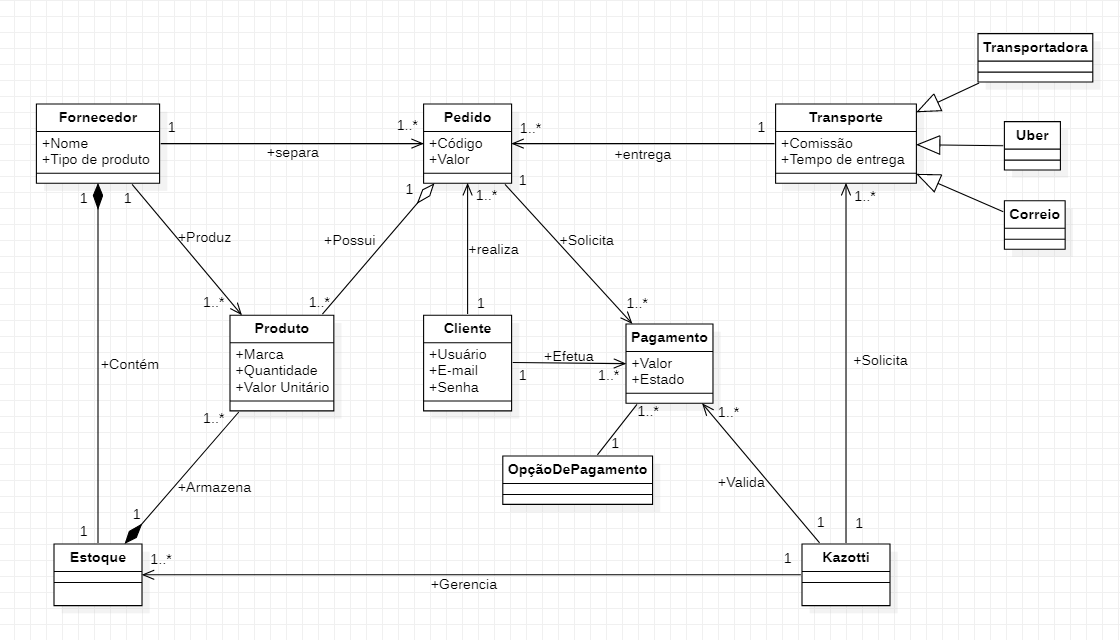 Transportadora
Fornecedor
+Nome
+Tipo de produto
1
+separa
1..*
Pedido
+Código
+Valor
1..*
+entrega
1
Transporte
+Comissão
+Tempo de entrega
Uber
Correio
1
1
+Produz
1..*
1
+Possui
1..*
1..*
+realiza
1
1
+Solicita
1..*
1..*
+Solicita
1
+Contém
1
Produto
+Marca
+Quantidade
+Valor Unitário
Cliente
+Usuário
+E-mail
+Senha
+Efetua
1
1..*
Pagamento
+Valor
+Estado
1..*
1
OpçãoDePagamento
1..*
+Valida
1
1..*
+Armazena
1
Estoque
1..*
+Gerencia
1
Kazotti